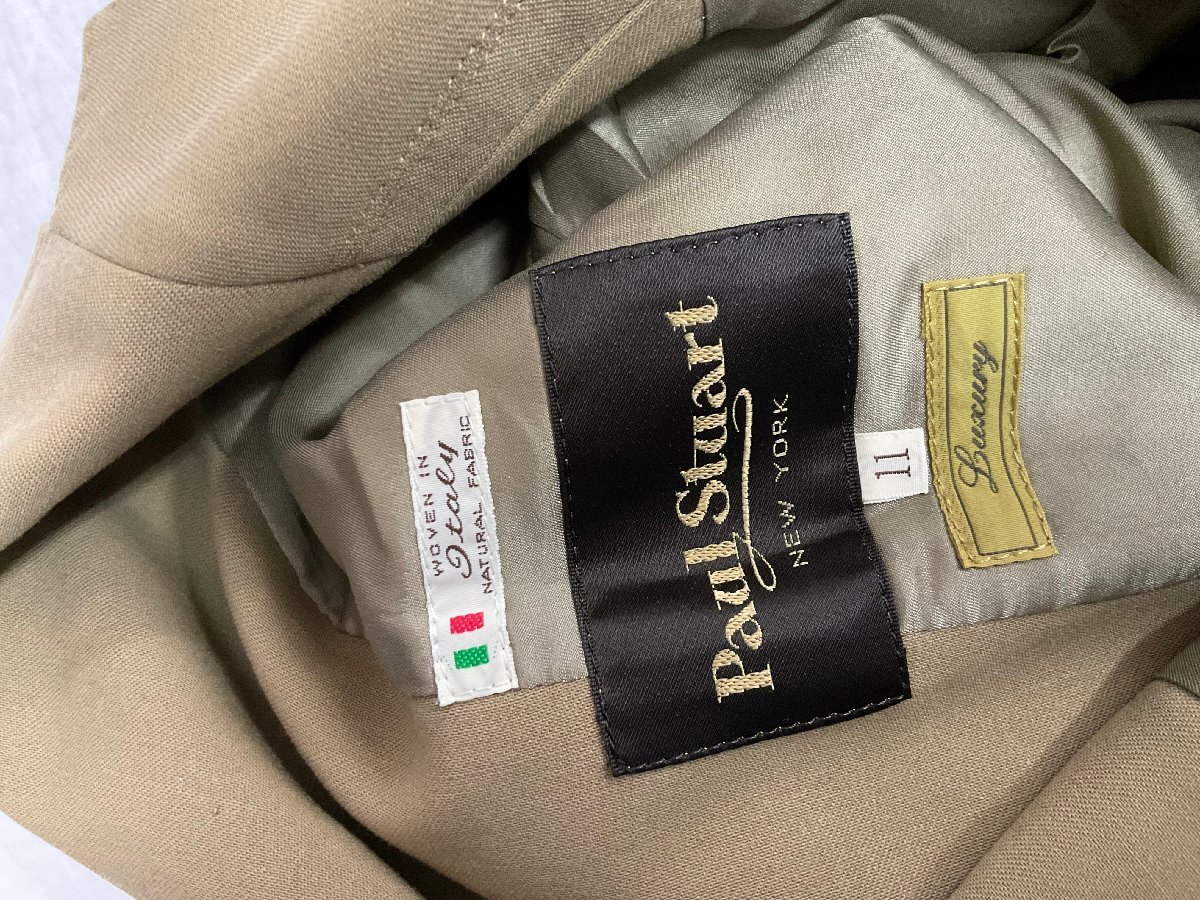 WOVEN IN
Italy
NATURAL FABRIC
Paul Stuart
NEW YORK
11
Luxury